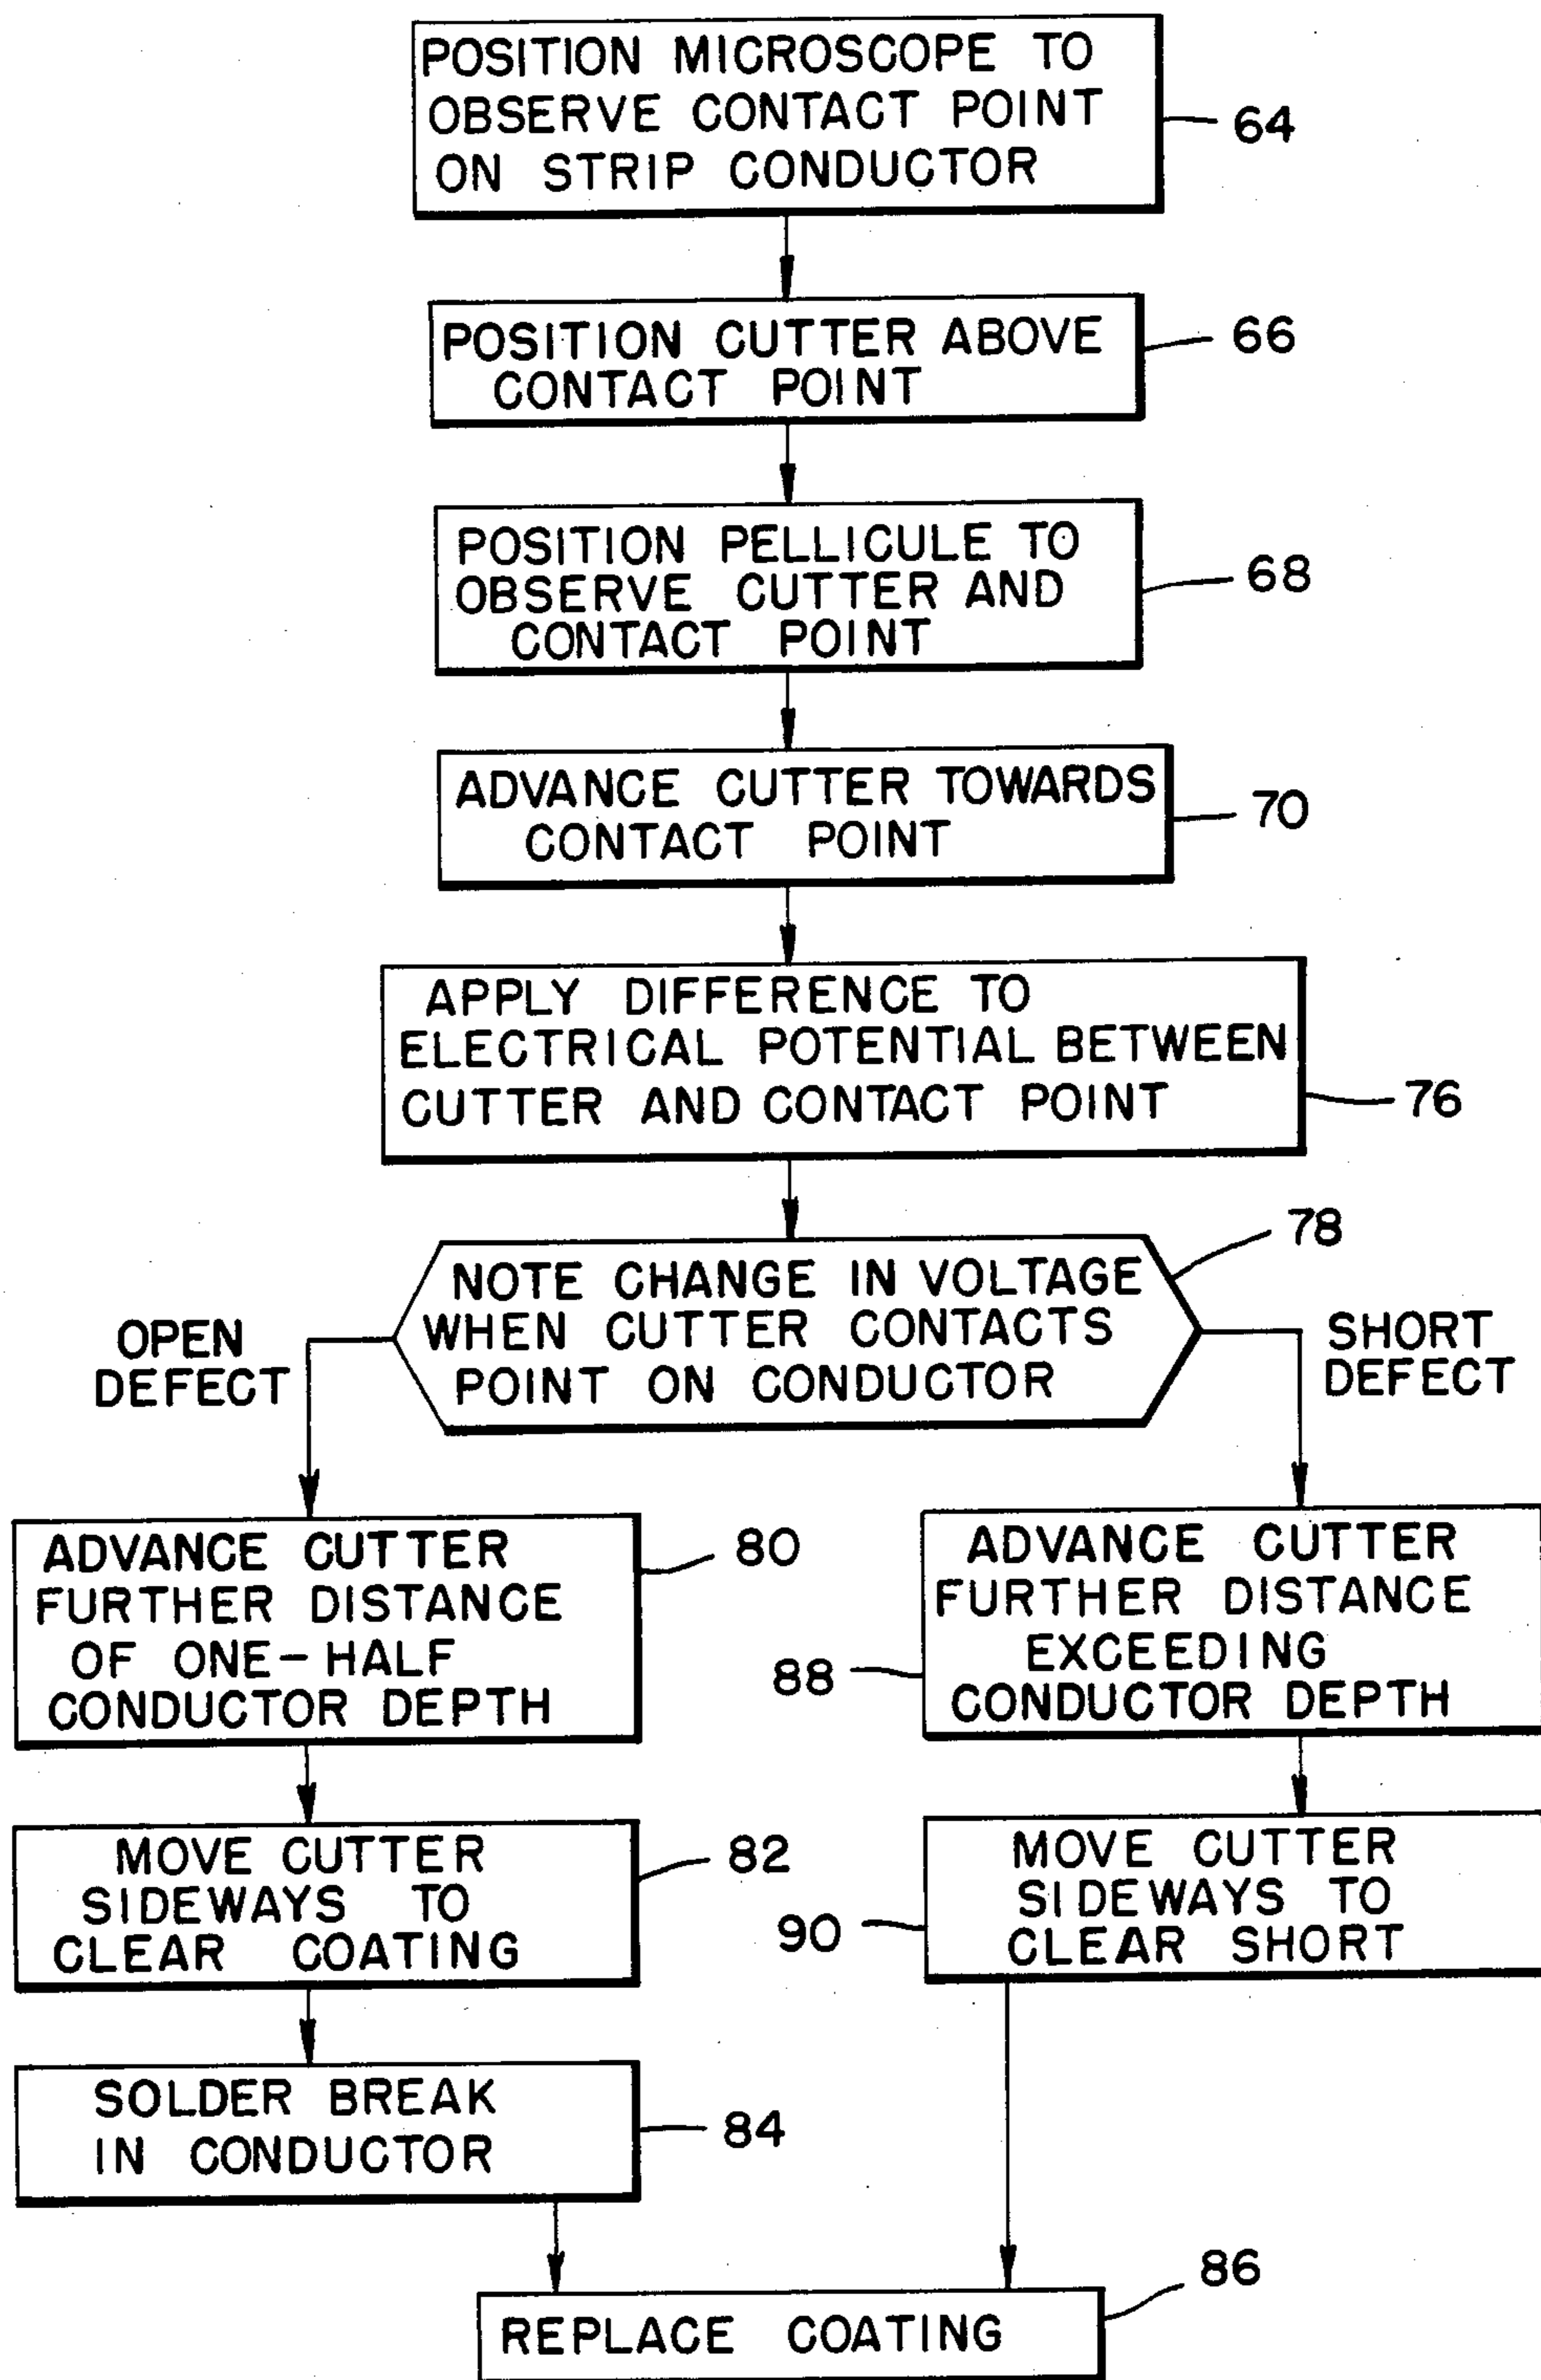 POSITION MICROSCOPE TO
OBSERVE CONTACT POINT
ON STRIP CONDUCTOR
64
POSITION CUTTER ABOVE
CONTACT POINT
66
POSITION PELLICULE TO
OBSERVE CUTTER AND
CONTACT POINT
68
ADVANCE CUTTER TOWARDS
CONTACT POINT
70
APPLY DIFFERENCE TO
ELECTRICAL POTENTIAL BETWEEN
CUTTER AND CONTACT POINT
76
NOTE CHANGE IN VOLTAGE
WHEN CUTTER CONTACTS
POINT ON CONDUCTOR
78
OPEN
DEFECT
SHORT
DEFECT
ADVANCE CUTTER
FURTHER DISTANCE
OF ONE-HALF
CONDUCTOR DEPTH
80
ADVANCE CUTTER
FURTHER DISTANCE
EXCEEDING
CONDUCTOR DEPTH
88
MOVE CUTTER
SIDEWAYS TO
CLEAR COATING
82
MOVE CUTTER
SIDEWAYS TO
CLEAR SHORT
90
SOLDER BREAK
IN CONDUCTOR
84
REPLACE COATING
86